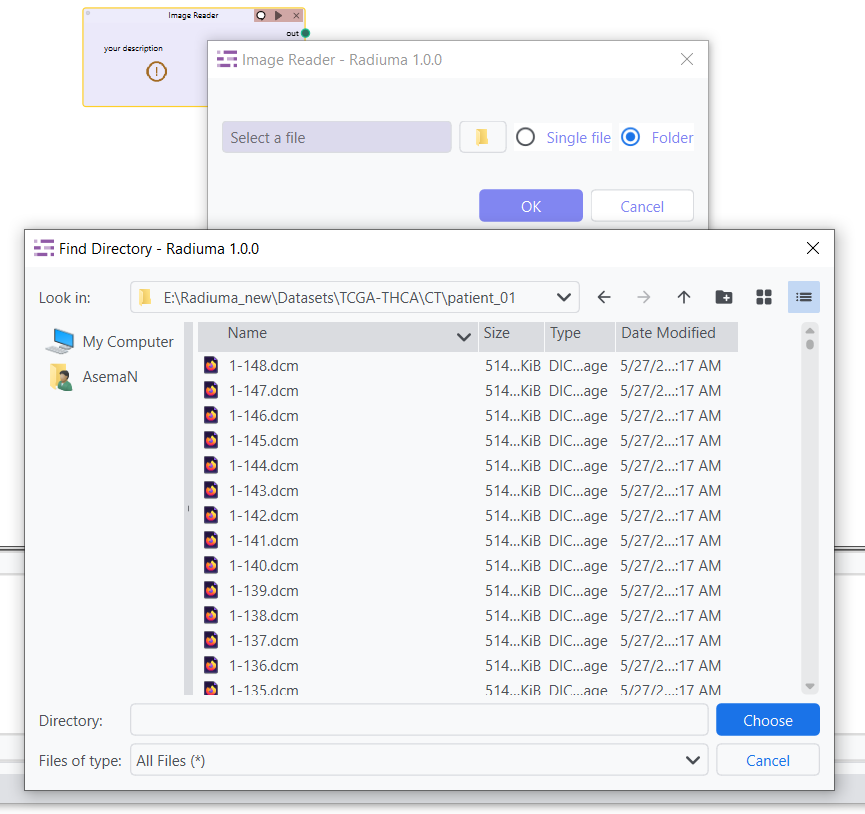 Image Reader
out
your description
Image Reader - Radiuma 1.0.0
Select a file
Single file
Folder
OK
Cancel
Find Directory - Radiuma 1.0.0
Look in:
E:\Radiuma_new\Datasets\TCGA-THCA\CT\patient_01
My Computer
AsemaN
Name Size Type Date Modified
1-148.dcm 514...KiB DIC...age 5/27/2...:17 AM
1-147.dcm 514...KiB DIC...age 5/27/2...:17 AM
1-146.dcm 514...KiB DIC...age 5/27/2...:17 AM
1-145.dcm 514...KiB DIC...age 5/27/2...:17 AM
1-144.dcm 514...KiB DIC...age 5/27/2...:17 AM
1-143.dcm 514...KiB DIC...age 5/27/2...:17 AM
1-142.dcm 514...KiB DIC...age 5/27/2...:17 AM
1-141.dcm 514...KiB DIC...age 5/27/2...:17 AM
1-140.dcm 514...KiB DIC...age 5/27/2...:17 AM
1-139.dcm 514...KiB DIC...age 5/27/2...:17 AM
1-138.dcm 514...KiB DIC...age 5/27/2...:17 AM
1-137.dcm 514...KiB DIC...age 5/27/2...:17 AM
1-136.dcm 514...KiB DIC...age 5/27/2...:17 AM
1-135.dcm 514...KiB DIC...age 5/27/2...:17 AM
Directory:
Choose
Files of type: All Files (*)
Cancel